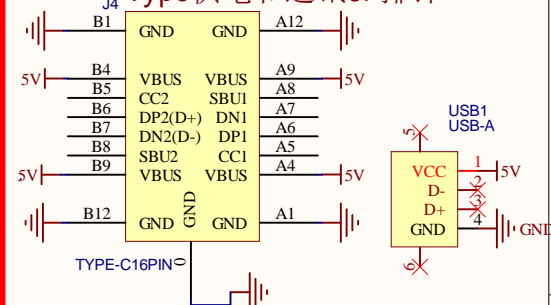 J4
B1 GND GND A12
5V B4 VBUS VBUS A9 5V
B5 CC2 SBU1 A8
B6 DP2(D+) DN1 A7
B7 DN2(D-) DP1 A6
B8 SBU2 CC1 A5
5V B9 VBUS VBUS A4 5V
B12 GND GND A1
GND
0
TYPE-C16PIN
USB1
USB-A
5
VCC 1 5V
D- 2
D+ 3
GND 4 GND
6